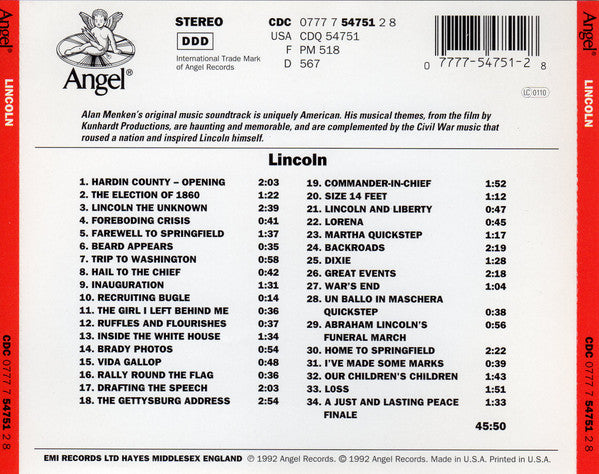 Angel®
LINCOLN
CDC 0777 7 54751 2 8
Angel®
STEREO
DDD
International Trade Mark
of Angel Records
CDC 0777 7 54751 2 8
USA CDQ 54751
F PM 518
D 567
0 7777-54751-2 8
LC 0110
Alan Menken's original music soundtrack is uniquely American. His musical themes, from the film by
Kunhardt Productions, are haunting and memorable, and are complemented by the Civil War music that
roused a nation and inspired Lincoln himself.
Lincoln
1. HARDIN COUNTY – OPENING 2:03
2. THE ELECTION OF 1860 1:22
3. LINCOLN THE UNKNOWN 2:39
4. FOREBODING CRISIS 0:41
5. FAREWELL TO SPRINGFIELD 1:37
6. BEARD APPEARS 0:35
7. TRIP TO WASHINGTON 0:58
8. HAIL TO THE CHIEF 0:42
9. INAUGURATION 1:31
10. RECRUITING BUGLE 0:14
11. THE GIRL I LEFT BEHIND ME 0:36
12. RUFFLES AND FLOURISHES 0:37
13. INSIDE THE WHITE HOUSE 1:34
14. BRADY PHOTOS 0:54
15. VIDA GALLOP 0:48
16. RALLY ROUND THE FLAG 0:36
17. DRAFTING THE SPEECH 2:03
18. THE GETTYSBURG ADDRESS 2:54
19. COMMANDER-IN-CHIEF 1:52
20. SIZE 14 FEET 1:12
21. LINCOLN AND LIBERTY 0:47
22. LORENA 0:45
23. MARTHA QUICKSTEP 0:17
24. BACKROADS 2:19
25. DIXIE 1:28
26. GREAT EVENTS 2:18
27. WAR'S END 1:04
28. UN BALLO IN MASCHERA
QUICKSTEP 0:38
29. ABRAHAM LINCOLN'S 0:56
FUNERAL MARCH
30. HOME TO SPRINGFIELD 2:22
31. I'VE MADE SOME MARKS 0:39
32. OUR CHILDREN'S CHILDREN 1:43
33. LOSS 1:51
34. A JUST AND LASTING PEACE 1:33
FINALE
45:50
EMI RECORDS LTD HAYES MIDDLESEX ENGLAND ℗ 1992 Angel Records. © 1992 Angel Records. Made in U.S.A. Printed in U.S.A.
Angel®
LINCOLN
CDC 0777 7 54751 2 8